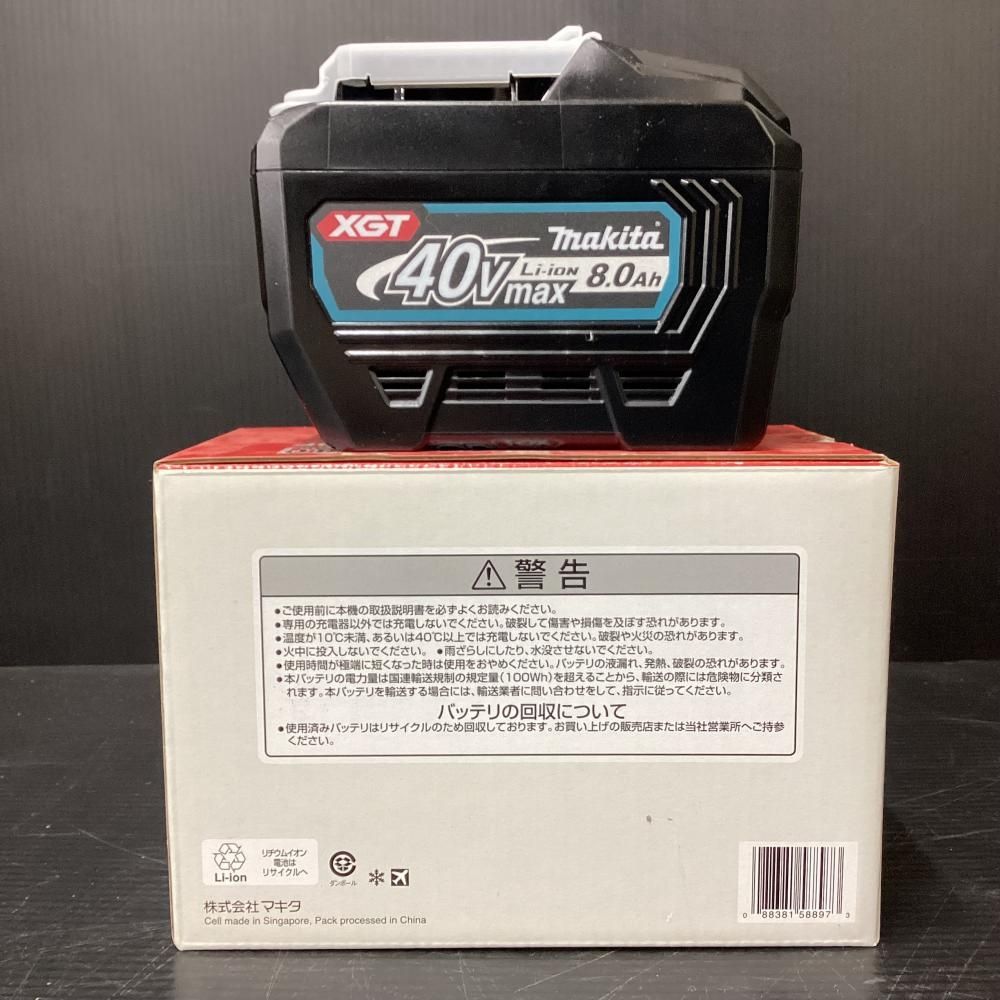 XGT
makita
40Vmax Li-ion 8.0Ah
XGT
警告
●ご使用前に本機の取扱説明書を必ずよくお読みください。
●専用の充電器以外では充電しないでください。破裂して傷害や損傷を及ぼす恐れがあります。
●温度が10℃未満、あるいは40℃以上では充電しないでください。破裂や火災の恐れがあります。
●火中に投入しないでください。 ●雨ざらしにしたり、水没させないでください。
●使用時間が極端に短くなった時は使用をおやめください。バッテリの液漏れ、発熱、破裂の恐れがあります。
●本バッテリの電力量は国連輸送規制の規定量(100Wh)を超えることから、輸送の際には危険物に分類さ
れます。本バッテリを輸送する場合には、輸送業者に問い合わせをして、指示に従ってください。
バッテリの回収について
●使用済みバッテリはリサイクルのため回収しております。お買い上げの販売店または当社営業所へご持参
ください。
Li-ion
リチウムイオン
電池は
リサイクルへ
ダンボール
株式会社マキタ
Cell made in Singapore, Pack processed in China
0 88381 58897 3